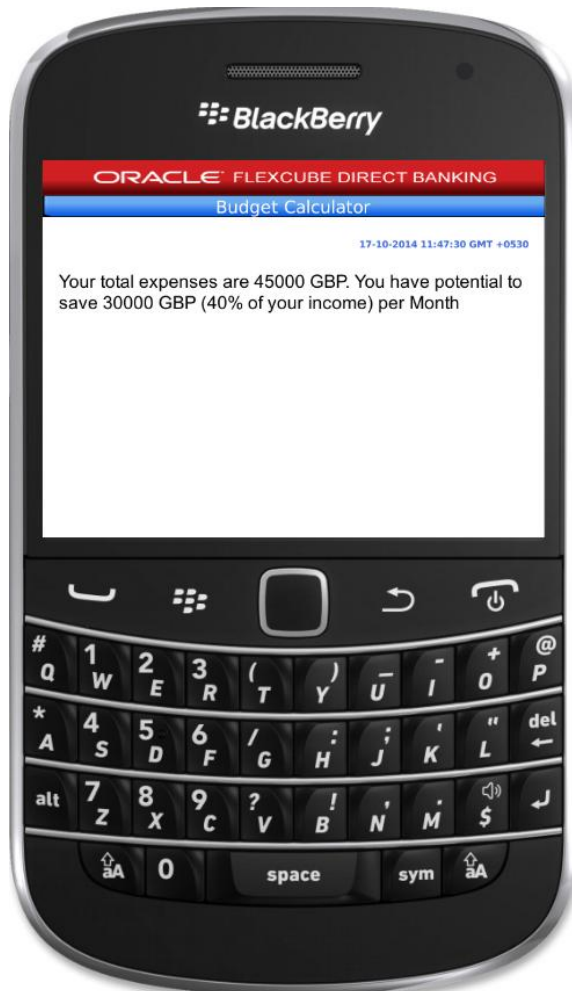 BlackBerry
ORACLE FLEXCUBE DIRECT BANKING
Budget Calculator
17-10-2014 11:47:30 GMT +0530
Your total expenses are 45000 GBP. You have potential to
save 30000 GBP (40% of your income) per Month
# Q 1 W 2 E 3 R ( T ) Y _ U - I + O @ P
* A 4 S 5 D 6 F / G : H ; J ' K " L del
alt 7 Z 8 X 9 C ? V ! B , N . M $
aA 0 space sym aA